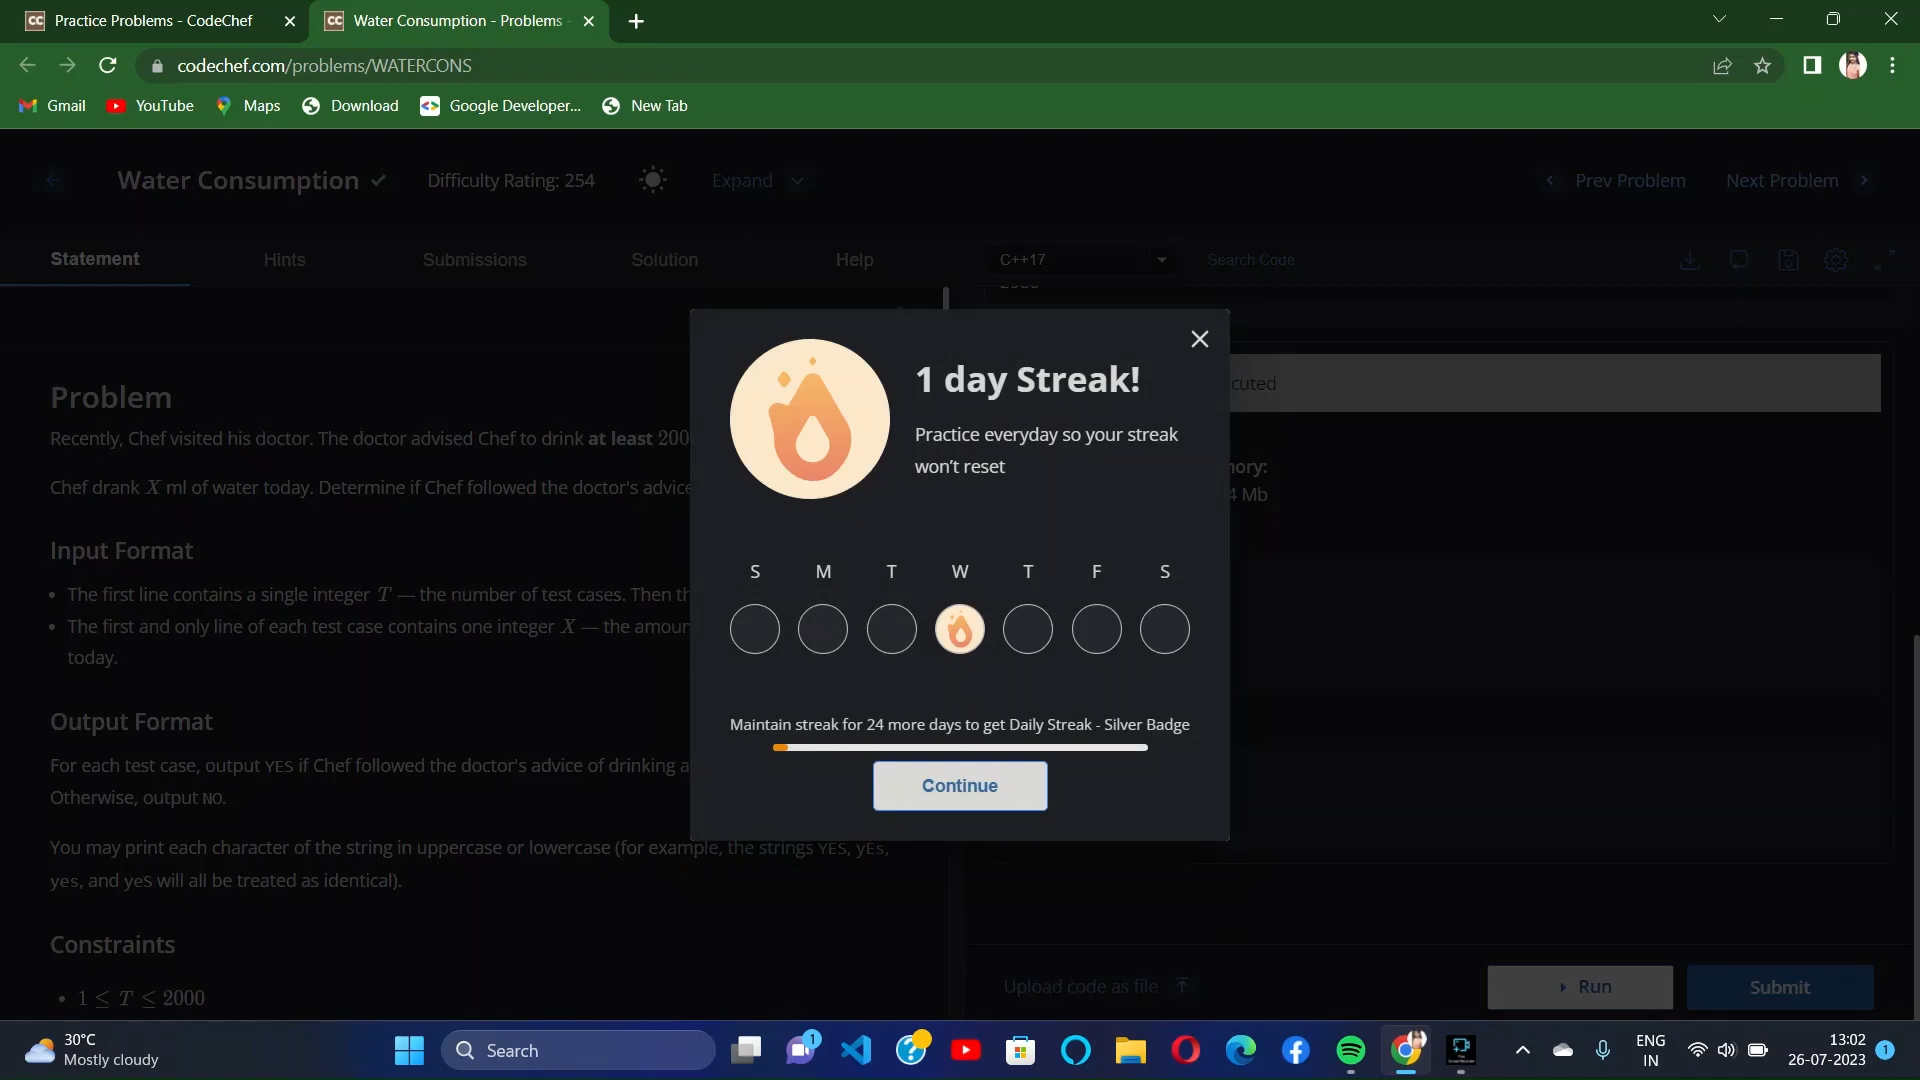 Practice Problems - CodeChef
Water Consumption - Problems -
codechef.com/problems/WATERCONS
Gmail
YouTube
Maps
Download
Google Developer...
New Tab
Water Consumption
Difficulty Rating: 254
Expand
Prev Problem
Next Problem
Statement
Hints
Submissions
Solution
Help
C++17
Search Code
1 day Streak!
Practice everyday so your streak
won't reset
S M T W T F S
Maintain streak for 24 more days to get Daily Streak - Silver Badge
Continue
Problem
Recently, Chef visited his doctor. The doctor advised Chef to drink at least 200
Chef drank X ml of water today. Determine if Chef followed the doctor's advice
Input Format
• The first line contains a single integer T — the number of test cases. Then th
• The first and only line of each test case contains one integer X — the amoun
today.
Output Format
For each test case, output YES if Chef followed the doctor's advice of drinking a
Otherwise, output NO.
You may print each character of the string in uppercase or lowercase (for example, the strings YES, yEs,
yes, and yeS will all be treated as identical).
Constraints
• 1 ≤ T ≤ 2000
cuted
ory:
4 Mb
Upload code as file
Run
Submit
30°C
Mostly cloudy
Search
1
ENG
IN
13:02
26-07-2023
1